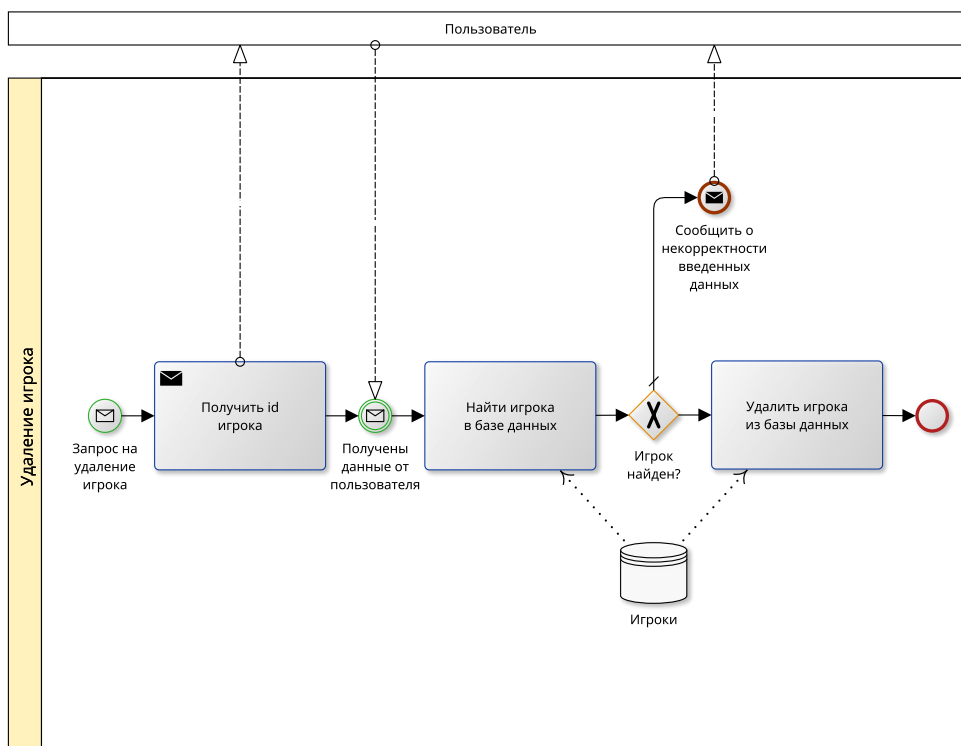 Пользователь
Удаление игрока
Сообщить о
некорректности
введенных
данных
Получить id
игрока
Найти игрока
в базе данных
Удалить игрока
из базы данных
Запрос на
удаление
игрока
Получены
данные от
пользователя
Игрок
найден?
Игроки